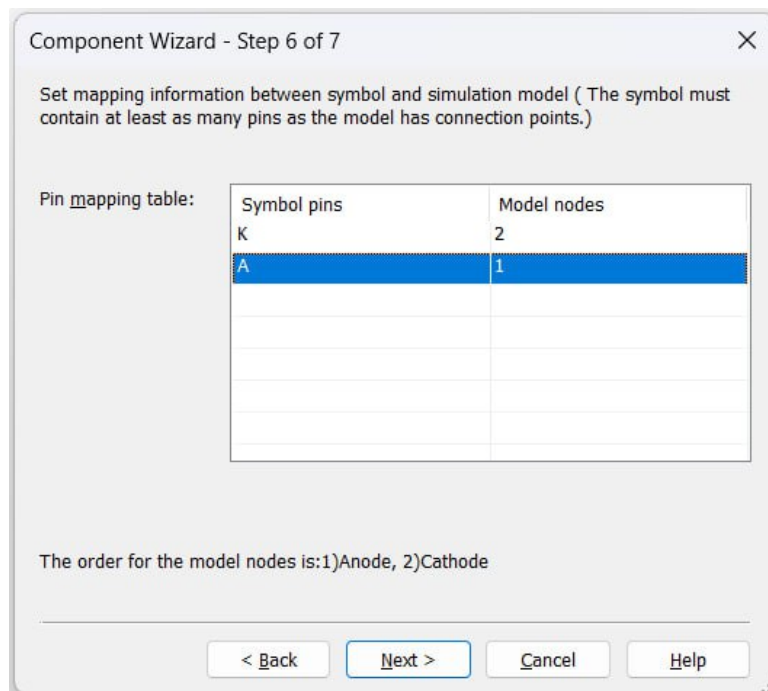 Component Wizard - Step 6 of 7
Set mapping information between symbol and simulation model ( The symbol must
contain at least as many pins as the model has connection points.)
Pin mapping table:
Symbol pins Model nodes
K 2
A 1
The order for the model nodes is:1)Anode, 2)Cathode
< Back Next > Cancel Help